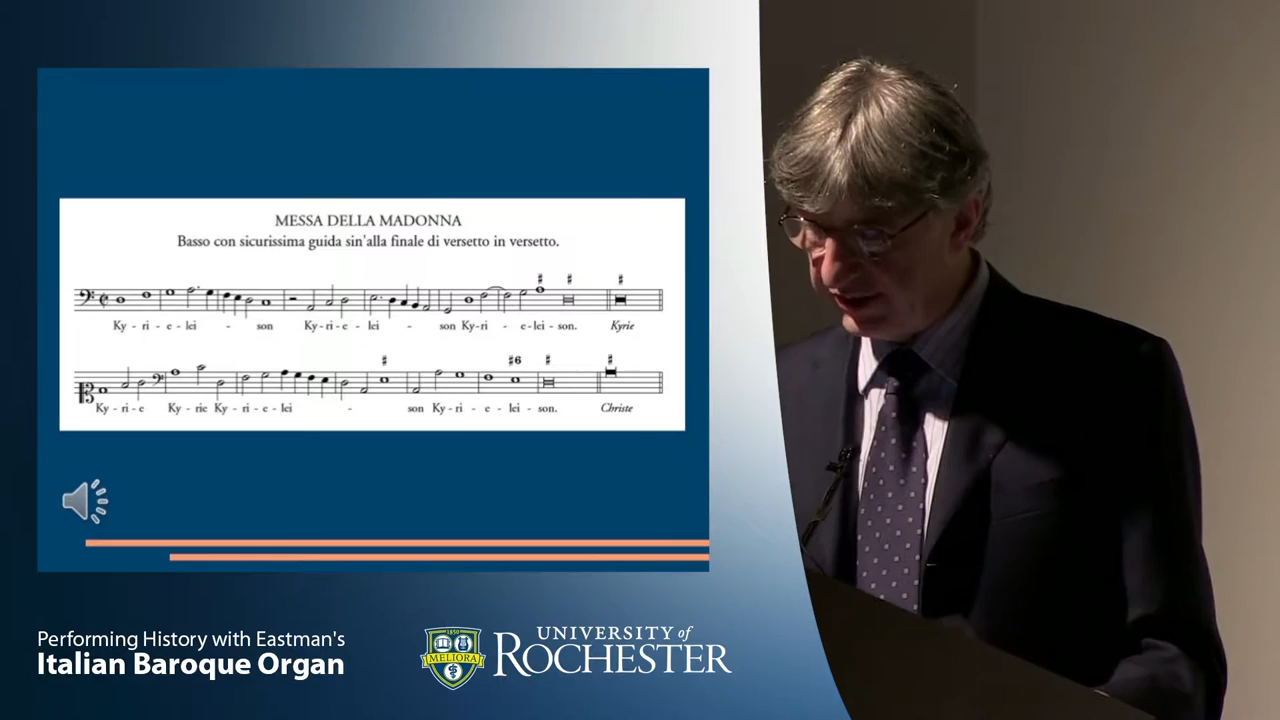 MESSA DELLA MADONNA
Basso con sicurissima guida sin'alla finale di versetto in versetto.
♯ ♯ ♯
Ky - ri - e - lei - son Ky - ri - e - lei - son Ky - ri - e - lei - son. Kyrie
♯ ♯6 ♯ ♯
Ky - ri - e Ky - rie Ky - ri - e - lei - son Ky - ri - e - lei - son. Christe
Performing History with Eastman's
Italian Baroque Organ
1850
MELIORA
UNIVERSITY of
ROCHESTER